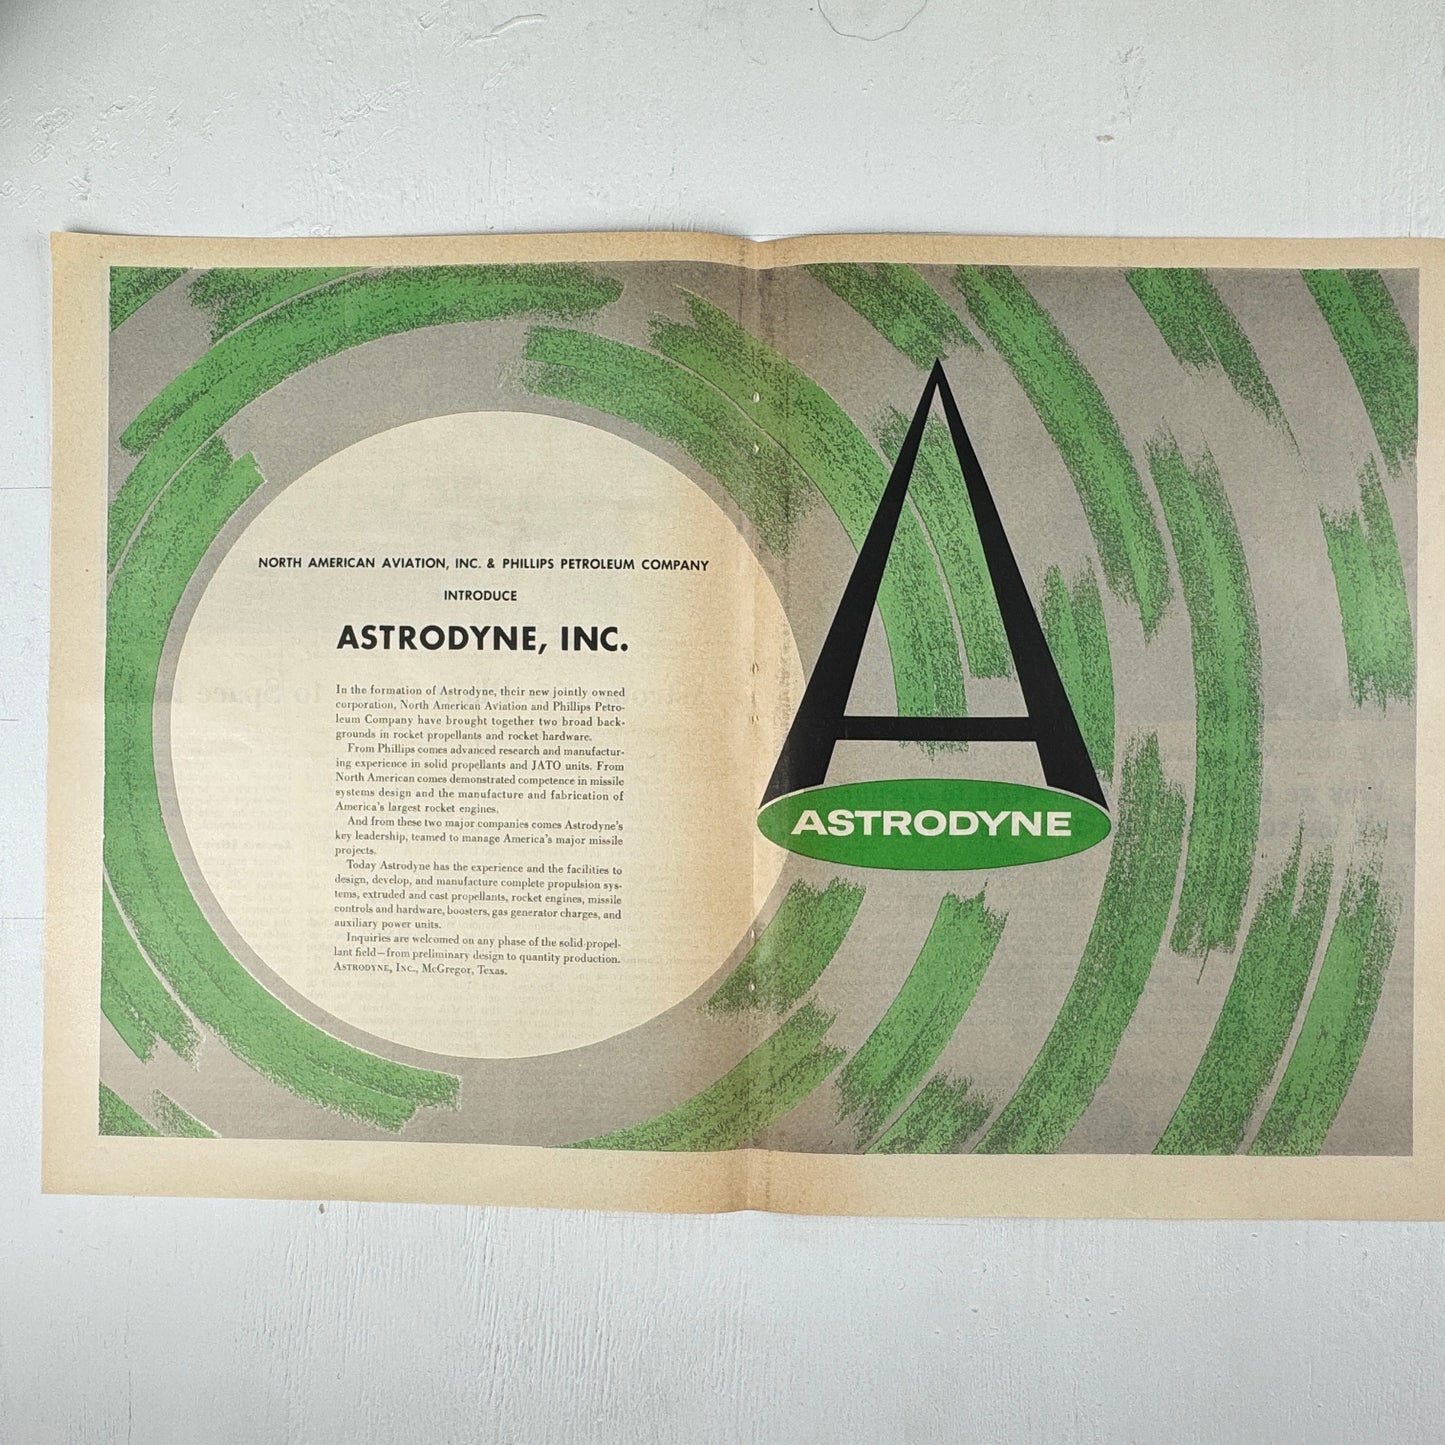 NORTH AMERICAN AVIATION, INC. & PHILLIPS PETROLEUM COMPANY
INTRODUCE
ASTRODYNE, INC.
In the formation of Astrodyne, their new jointly owned
corporation, North American Aviation and Phillips Petro-
leum Company have brought together two broad back-
grounds in rocket propellants and rocket hardware.
From Phillips comes advanced research and manufactur-
ing experience in solid propellants and JATO units. From
North American comes demonstrated competence in missile
systems design and the manufacture and fabrication of
America's largest rocket engines.
And from these two major companies comes Astrodyne's
key leadership, teamed to manage America's major missile
projects.
Today Astrodyne has the experience and the facilities to
design, develop, and manufacture complete propulsion sys-
tems, extruded and cast propellants, rocket engines, missile
controls and hardware, boosters, gas generator charges, and
auxiliary power units.
Inquiries are welcomed on any phase of the solid-propel-
lant field—from preliminary design to quantity production.
ASTRODYNE, INC., McGregor, Texas.
A
ASTRODYNE